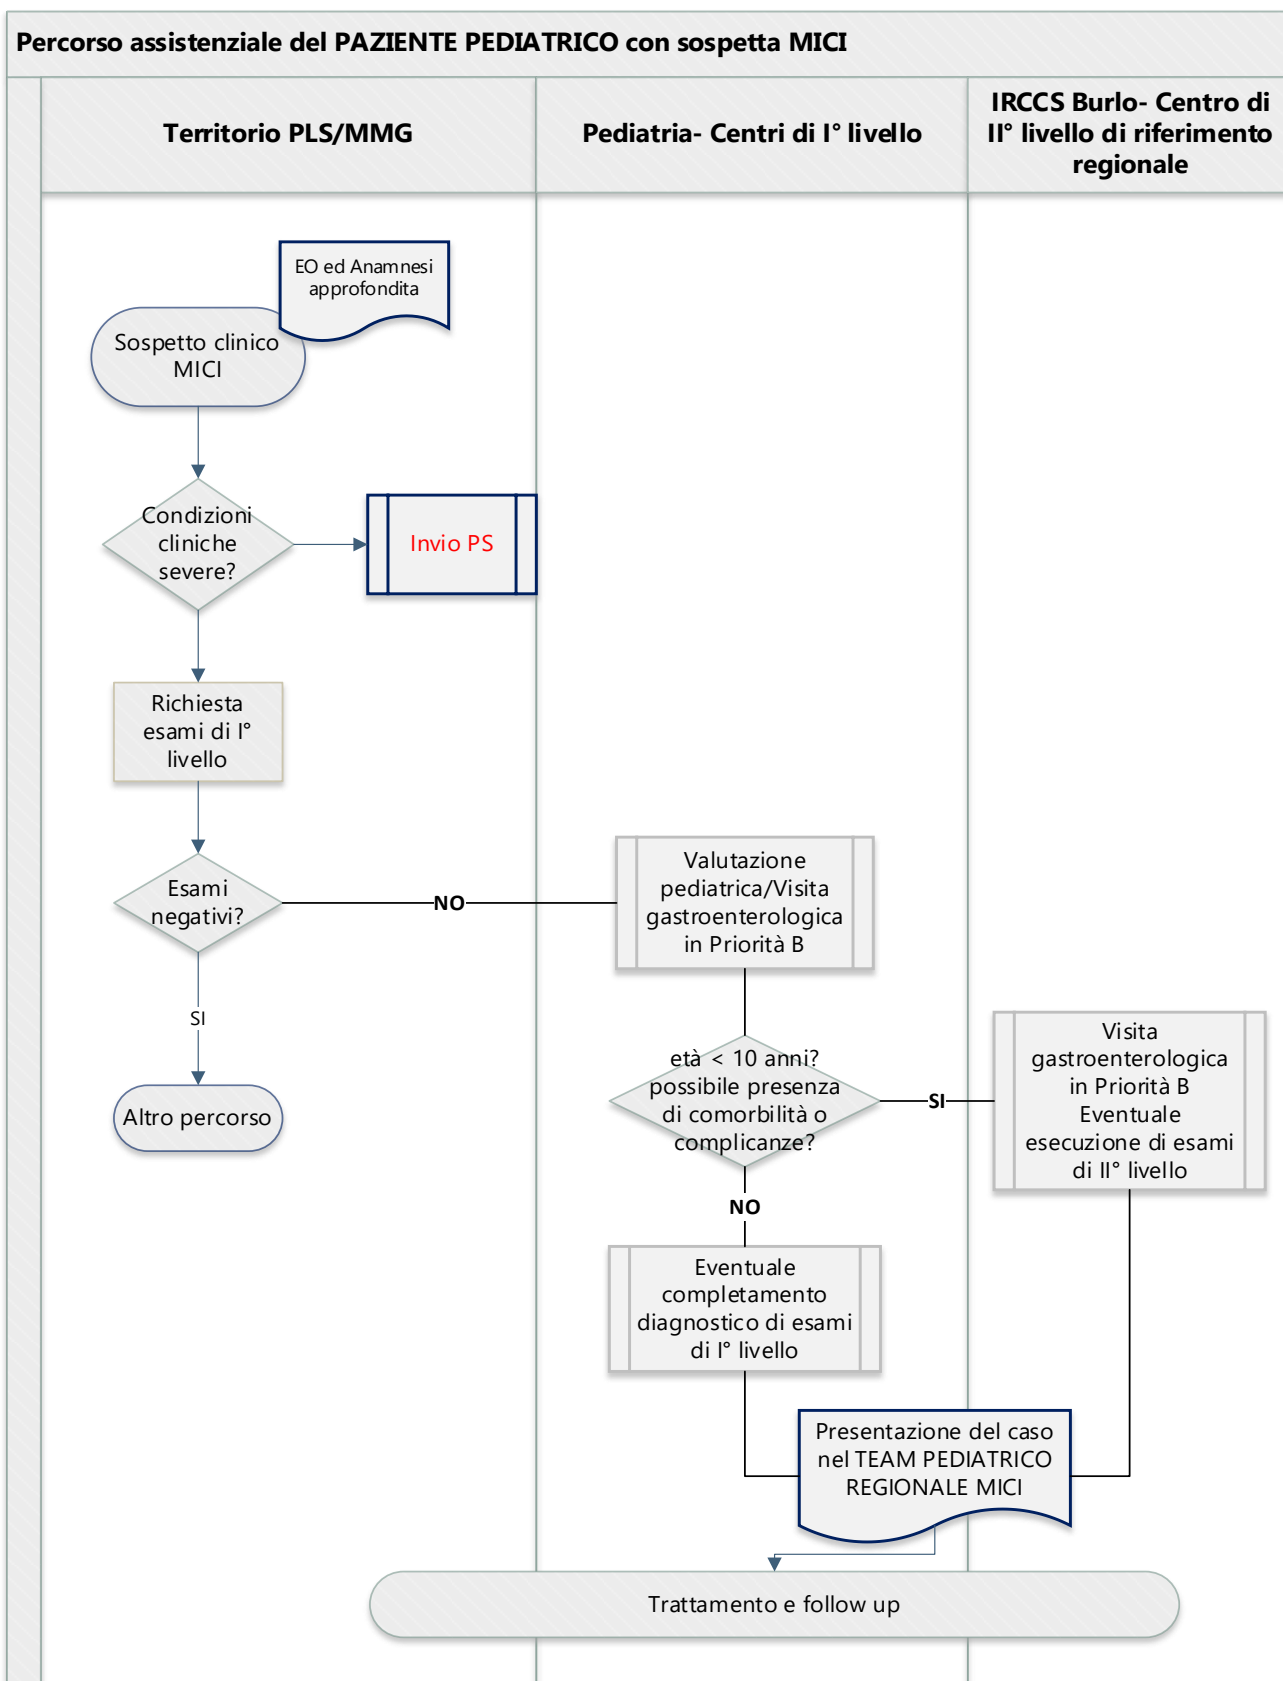 Percorso assistenziale del PAZIENTE PEDIATRICO con sospetta MICI
Territorio PLS/MMG
Pediatria- Centri di I° livello
IRCCS Burlo- Centro di
II° livello di riferimento
regionale
EO ed Anamnesi
approfondita
Sospetto clinico
MICI
Condizioni
cliniche
severe?
Invio PS
Richiesta
esami di I°
livello
Esami
negativi?
NO
Valutazione
pediatrica/Visita
gastroenterologica
in Priorità B
SI
Altro percorso
età < 10 anni?
possibile presenza
di comorbilità o
complicanze?
SI
Visita
gastroenterologica
in Priorità B
Eventuale
esecuzione di esami
di II° livello
NO
Eventuale
completamento
diagnostico di esami
di I° livello
Presentazione del caso
nel TEAM PEDIATRICO
REGIONALE MICI
Trattamento e follow up